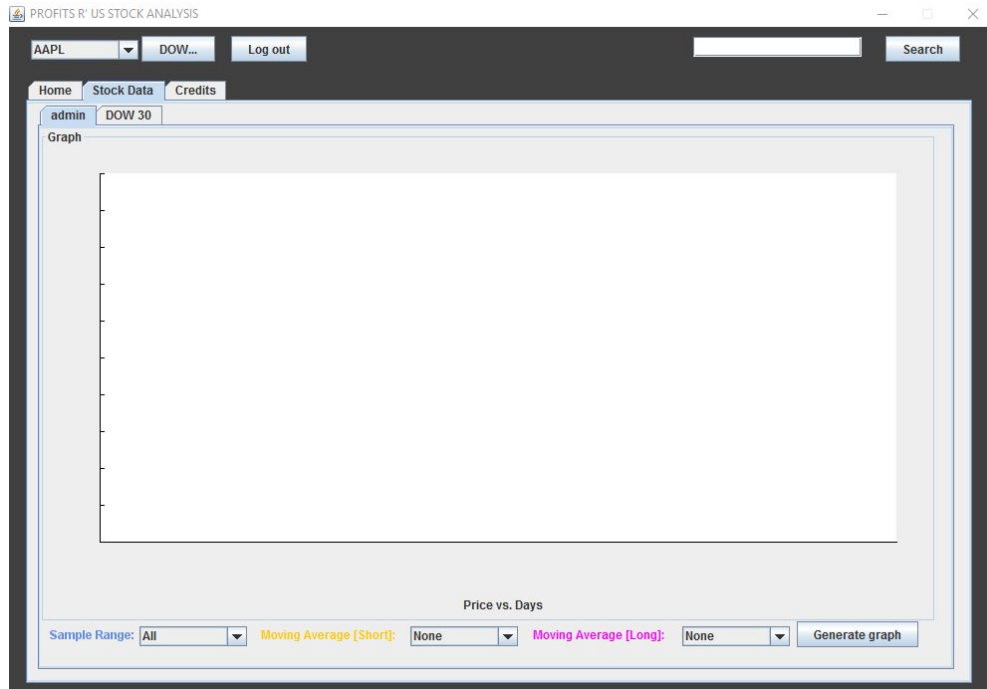 PROFITS R' US STOCK ANALYSIS
AAPL DOW... Log out Search
Home Stock Data Credits
admin DOW 30
Graph
Price vs. Days
Sample Range: All Moving Average [Short]: None Moving Average [Long]: None Generate graph